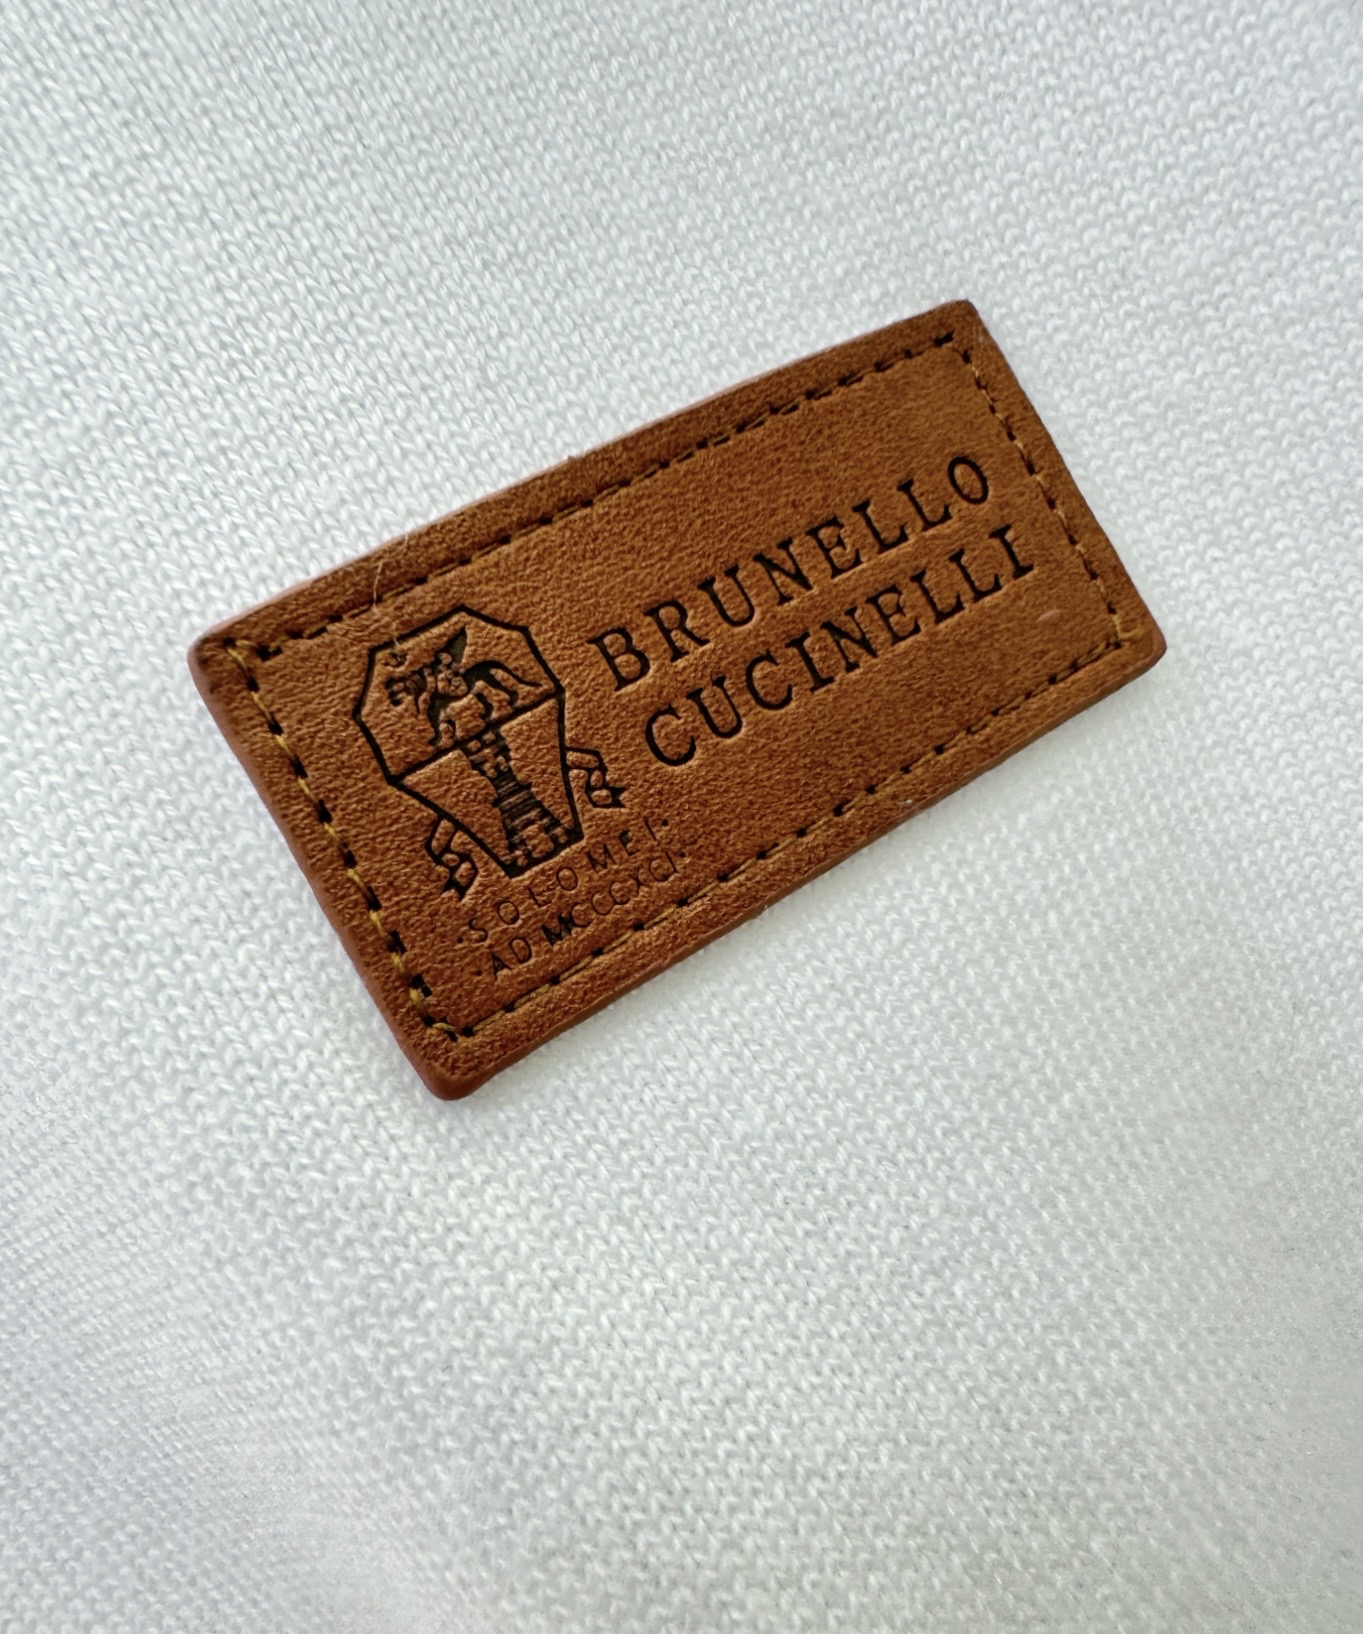 BRUNELLO
CUCINELLI
·SOLOMEI·
·AD MCCCXCI·